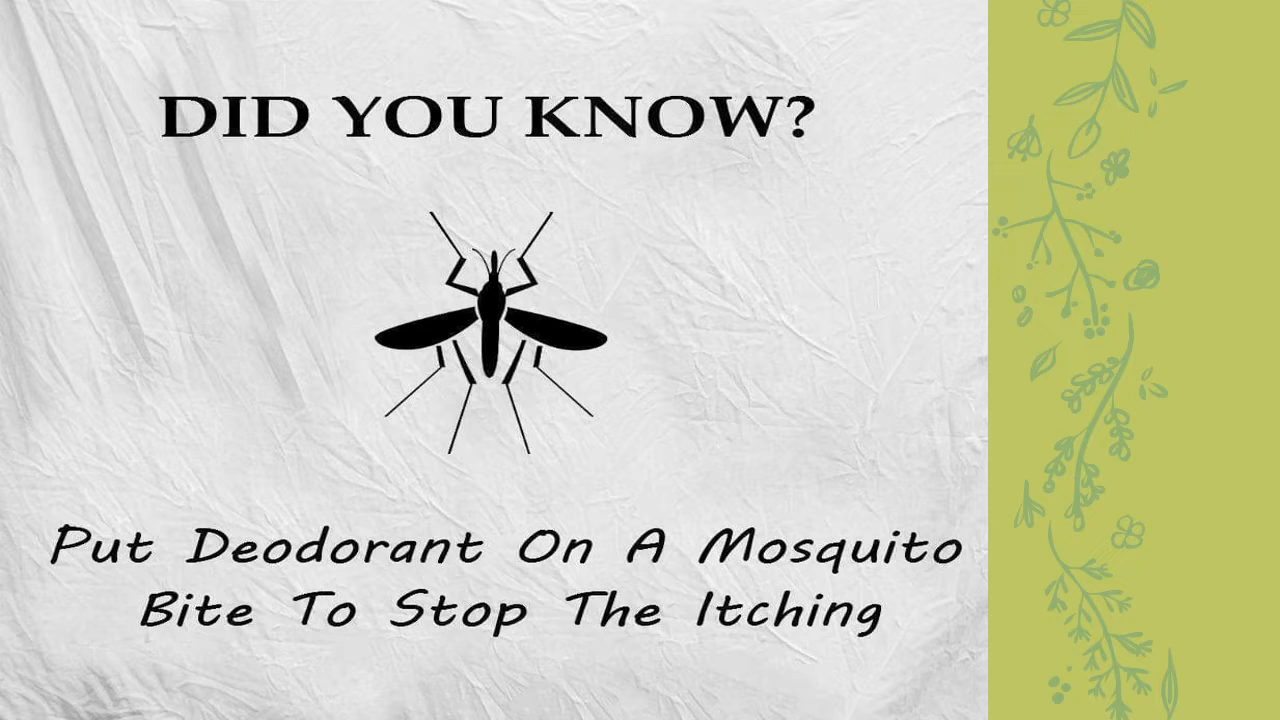 DID YOU KNOW?
Put Deodorant On A Mosquito
Bite To Stop The Itching